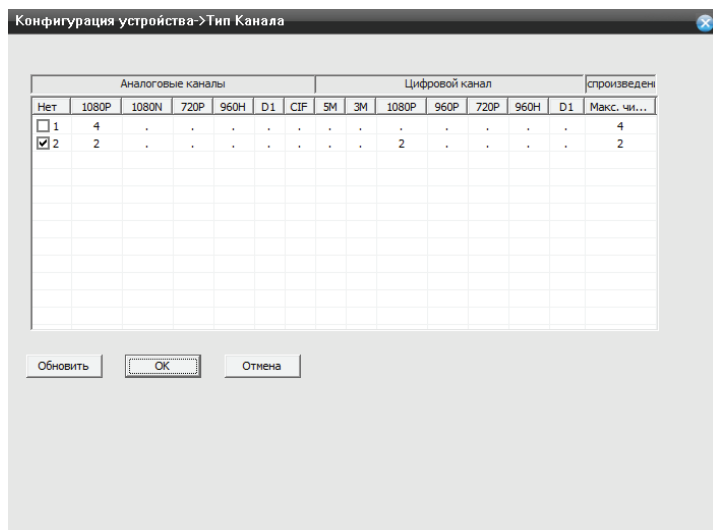 Конфигурация устройства->Тип Канала
Аналоговые каналы Цифровой канал спроизведен
Нет 1080P 1080N 720P 960H D1 CIF 5M 3M 1080P 960P 720P 960H D1 Макс. чи...
1 4 . . . . . . . . . . . . 4
2 2 . . . . . . . 2 . . . . 2
Обновить OK Отмена